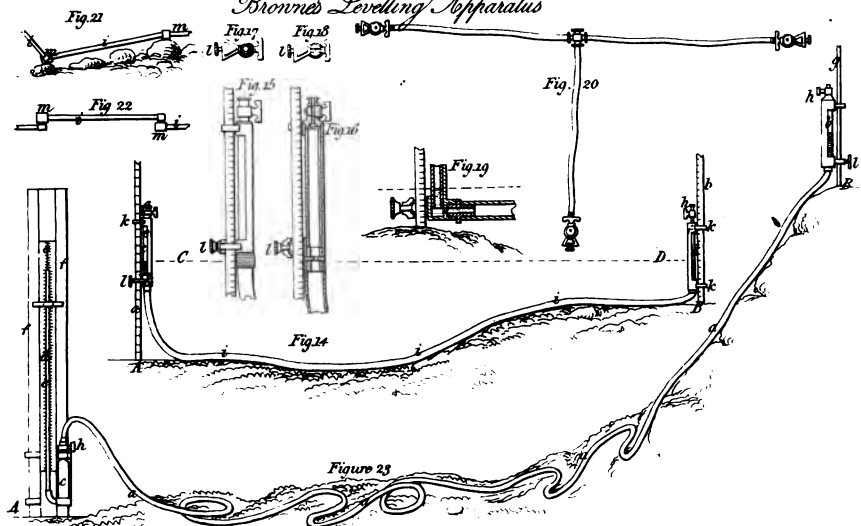 Bronnes Levelling Apparatus
Fig.21
i
i
m
m
Fig.17
l
Fig.18
l
Fig. 20
g
h
l
B
Fig 22
m
i
m
i
Fig.15
Fig.16
l
l
Fig.19
k
l
a
A
C
D
h
b
k
k
B
i
i
i
Fig.14
f
f
h
c
A
Figure 23
a
a
a
a